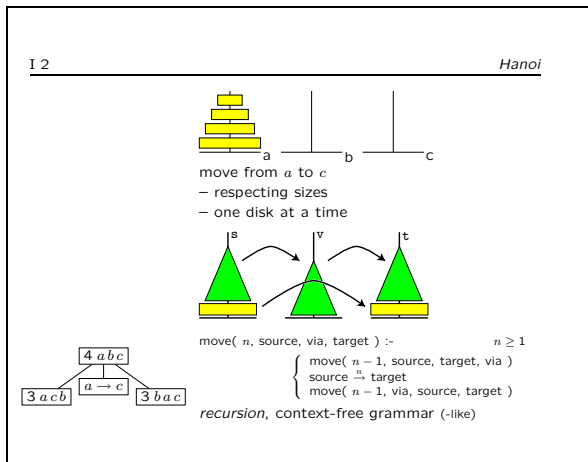 I 2 Hanoi
a b c
move from a to c
– respecting sizes
– one disk at a time
s v t
move( n, source, via, target ) :- n ≥ 1
move( n − 1, source, target, via )
source →ⁿ target
move( n − 1, via, source, target )
4 a b c
a → c
3 a c b 3 b a c
recursion, context-free grammar (-like)